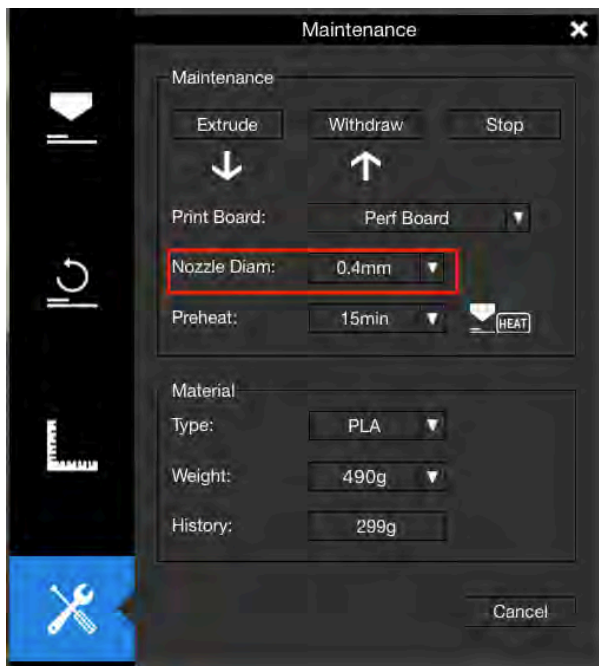 Maintenance
Maintenance
Extrude Withdraw Stop
Print Board: Perf Board
Nozzle Diam: 0.4mm
Preheat: 15min HEAT
Material
Type: PLA
Weight: 490g
History: 299g
Cancel